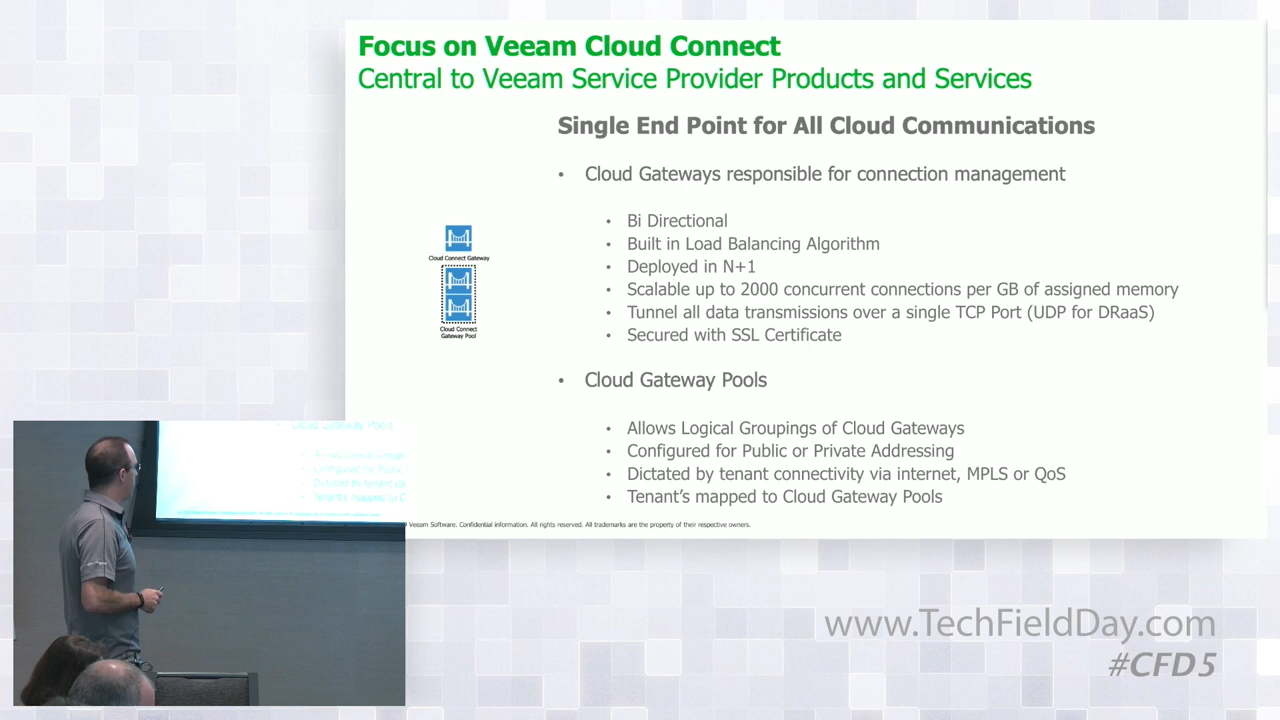 Focus on Veeam Cloud Connect
Central to Veeam Service Provider Products and Services
Single End Point for All Cloud Communications
• Cloud Gateways responsible for connection management
• Bi Directional
• Built in Load Balancing Algorithm
• Deployed in N+1
• Scalable up to 2000 concurrent connections per GB of assigned memory
• Tunnel all data transmissions over a single TCP Port (UDP for DRaaS)
• Secured with SSL Certificate
Cloud Connect Gateway
Cloud Connect
Gateway Pool
• Cloud Gateway Pools
• Allows Logical Groupings of Cloud Gateways
• Configured for Public or Private Addressing
• Dictated by tenant connectivity via internet, MPLS or QoS
• Tenant's mapped to Cloud Gateway Pools
Veeam Software. Confidential information. All rights reserved. All trademarks are the property of their respective owners.
www.TechFieldDay.com
#CFD5